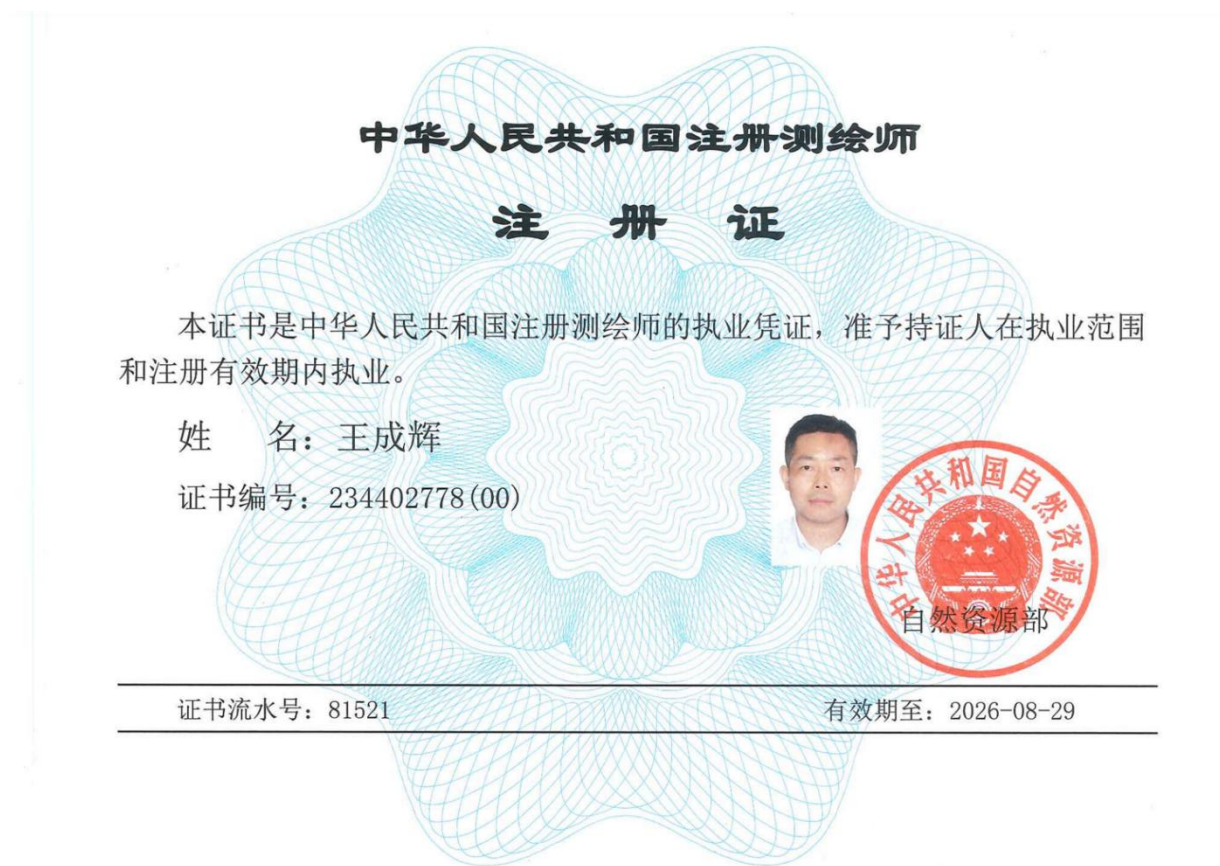 中华人民共和国注册测绘师
注 册 证
本证书是中华人民共和国注册测绘师的执业凭证，准予持证人在执业范围
和注册有效期内执业。
姓 名：王成辉
证书编号：234402778(00)
中华人民共和国自然资源部
自然资源部
证书流水号：81521
有效期至：2026-08-29